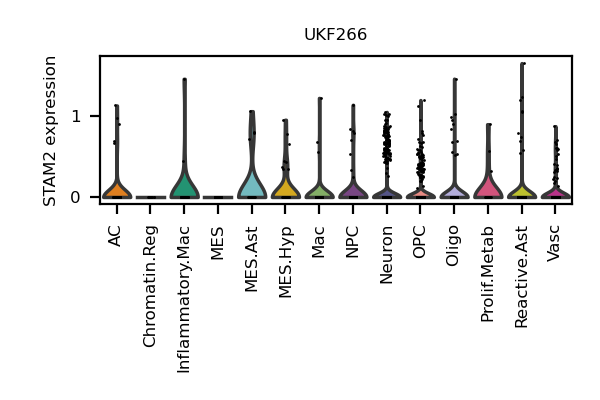 UKF266
STAM2 expression
1
0
AC
Chromatin.Reg
Inflammatory.Mac
MES
MES.Ast
MES.Hyp
Mac
NPC
Neuron
OPC
Oligo
Prolif.Metab
Reactive.Ast
Vasc